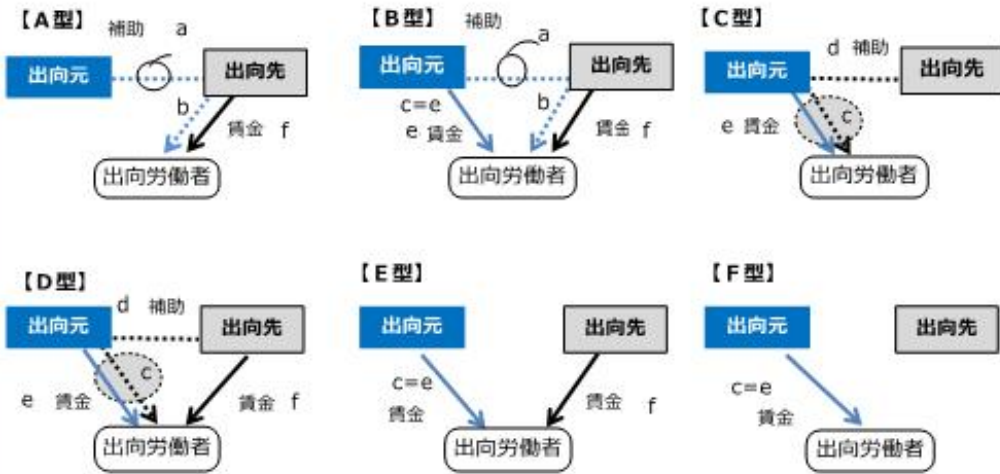 【A型】
補助 a
出向元
出向先
b
賃金 f
出向労働者
【B型】
補助
a
出向元
出向先
c=e
b
e 賃金
賃金 f
出向労働者
【C型】
d 補助
出向元
出向先
c
e 賃金
出向労働者
【D型】
d 補助
出向元
出向先
c
e 賃金
賃金 f
出向労働者
【E型】
出向元
出向先
c=e
賃金
賃金 f
出向労働者
【F型】
出向元
出向先
c=e
賃金
出向労働者